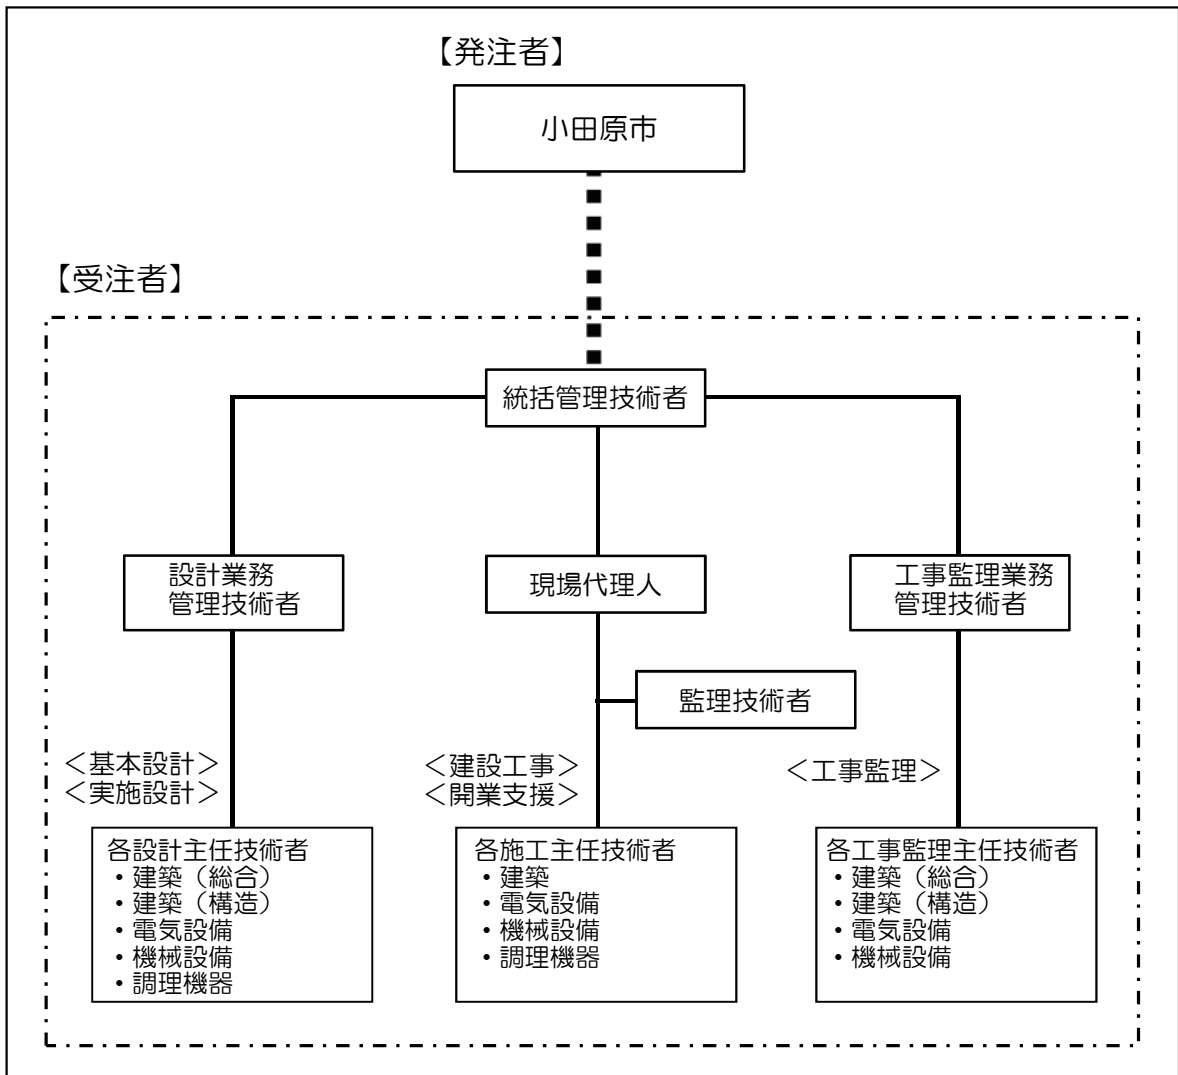 【発注者】
小田原市
【受注者】
統括管理技術者
設計業務
管理技術者
現場代理人
工事監理業務
管理技術者
監理技術者
＜基本設計＞
＜実施設計＞
＜建設工事＞
＜開業支援＞
＜工事監理＞
各設計主任技術者
・建築（総合）
・建築（構造）
・電気設備
・機械設備
・調理機器
各施工主任技術者
・建築
・電気設備
・機械設備
・調理機器
各工事監理主任技術者
・建築（総合）
・建築（構造）
・電気設備
・機械設備